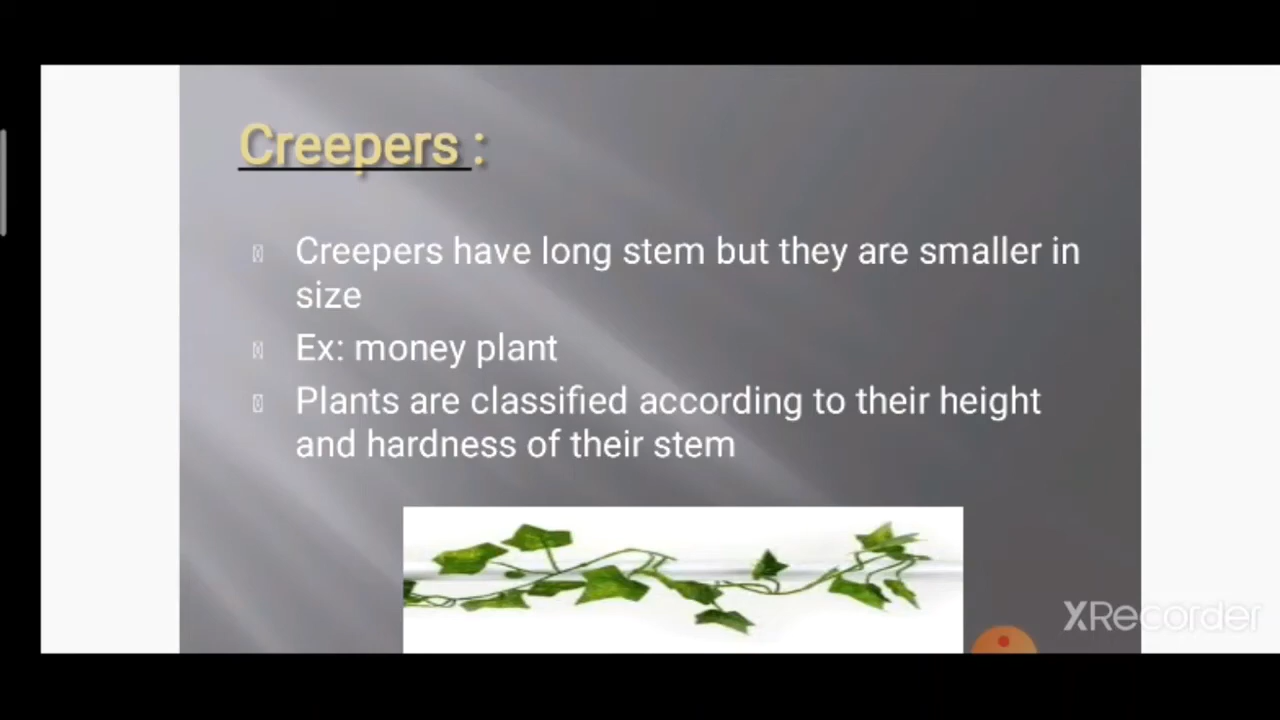 Creepers :
Creepers have long stem but they are smaller in
size
Ex: money plant
Plants are classified according to their height
and hardness of their stem
XRecorder